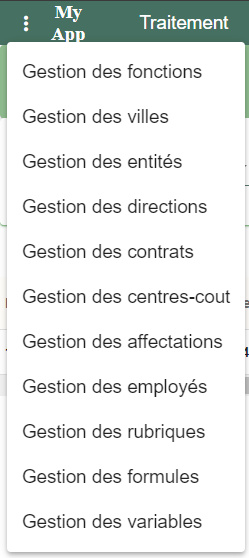 My
App
Traitement
Gestion des fonctions
Gestion des villes
Gestion des entités
Gestion des directions
Gestion des contrats
Gestion des centres-cout
Gestion des affectations
Gestion des employés
Gestion des rubriques
Gestion des formules
Gestion des variables